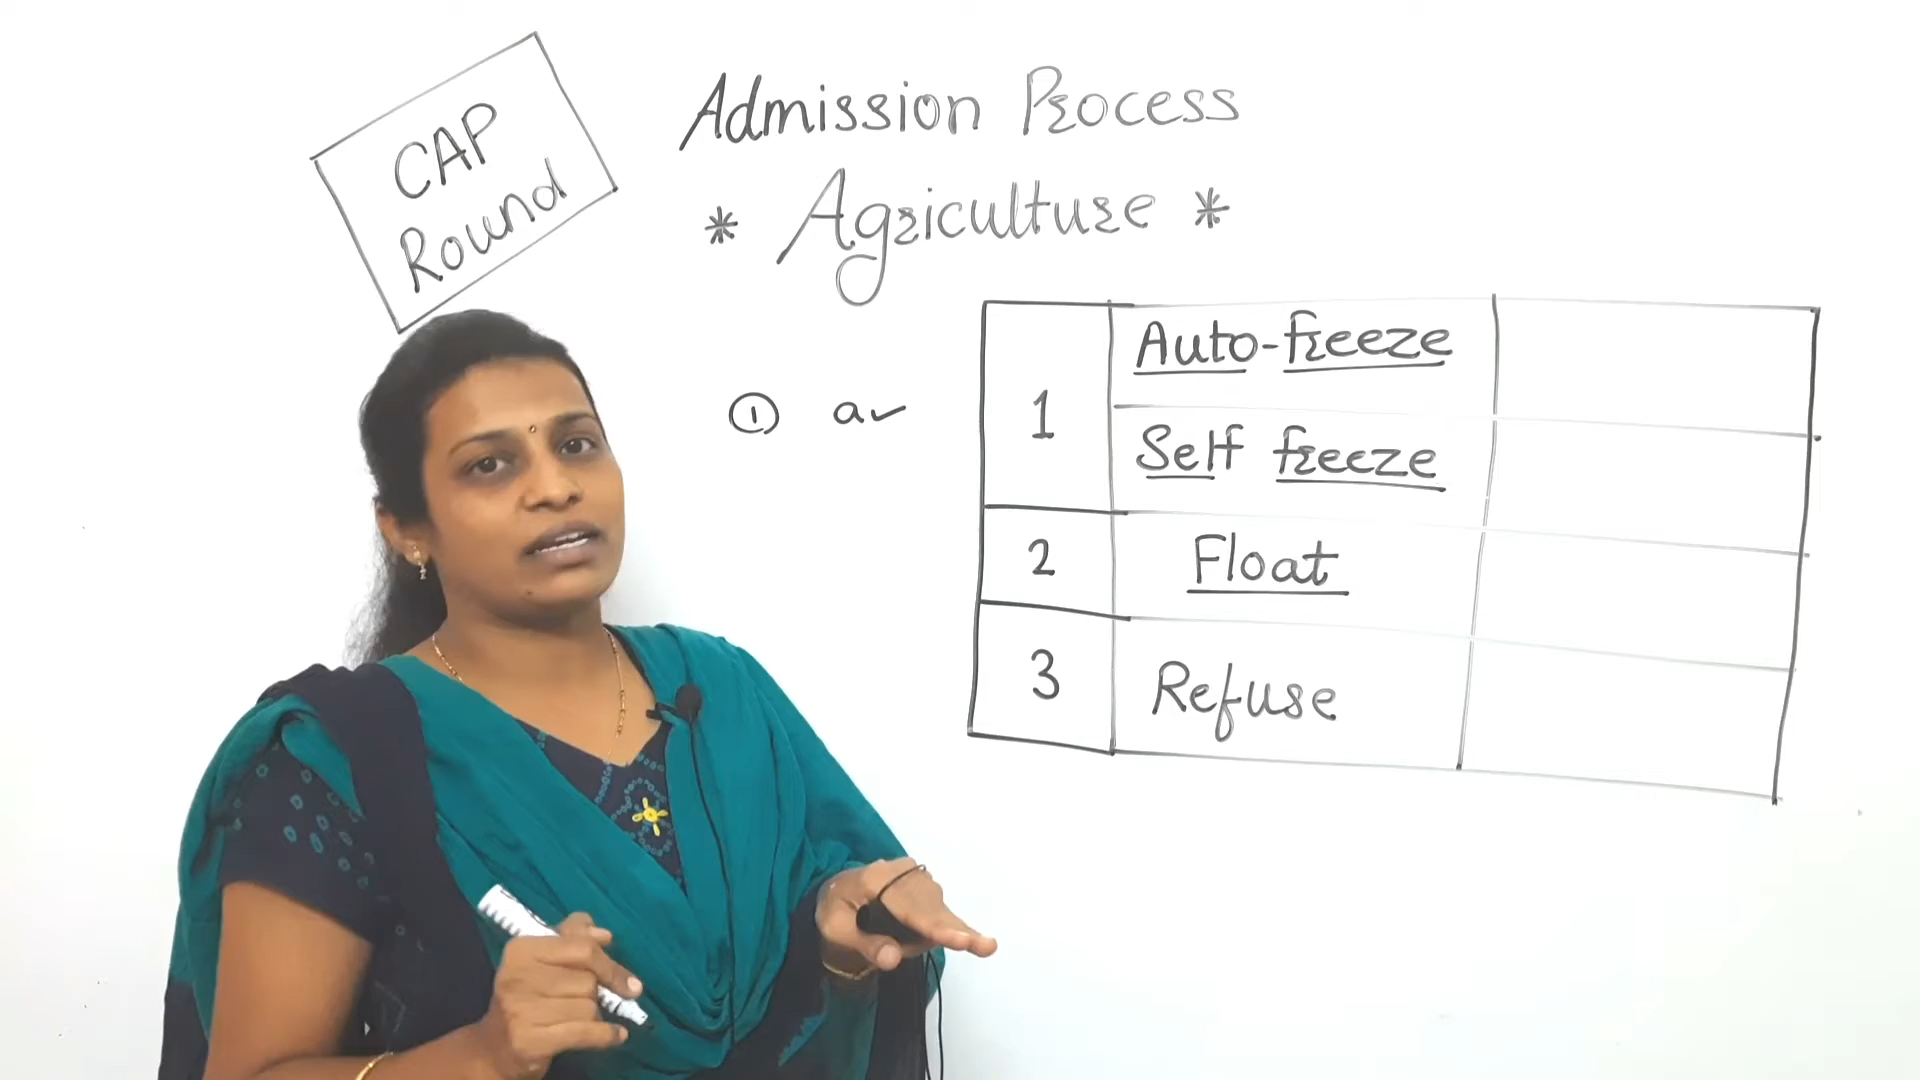 CAP
Round
Admission Process
* Agriculture *
① a
1
Auto-freeze
Self freeze
2
Float
3
Refuse